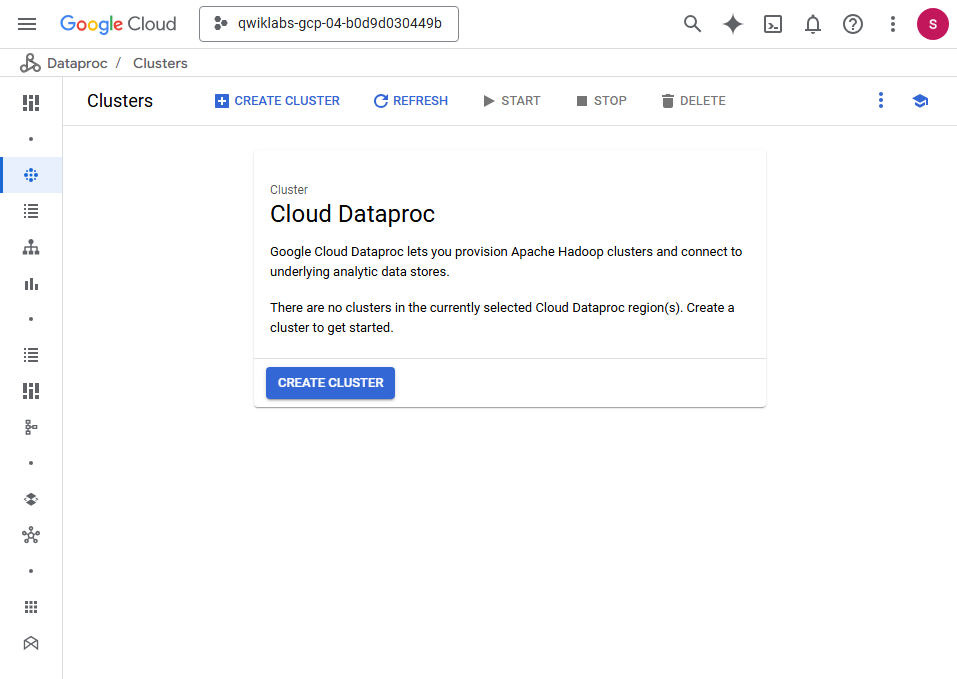 Google Cloud
qwiklabs-gcp-04-b0d9d030449b
S
Dataproc / Clusters
Clusters
CREATE CLUSTER
REFRESH
START
STOP
DELETE
Cluster
Cloud Dataproc
Google Cloud Dataproc lets you provision Apache Hadoop clusters and connect to
underlying analytic data stores.
There are no clusters in the currently selected Cloud Dataproc region(s). Create a
cluster to get started.
CREATE CLUSTER